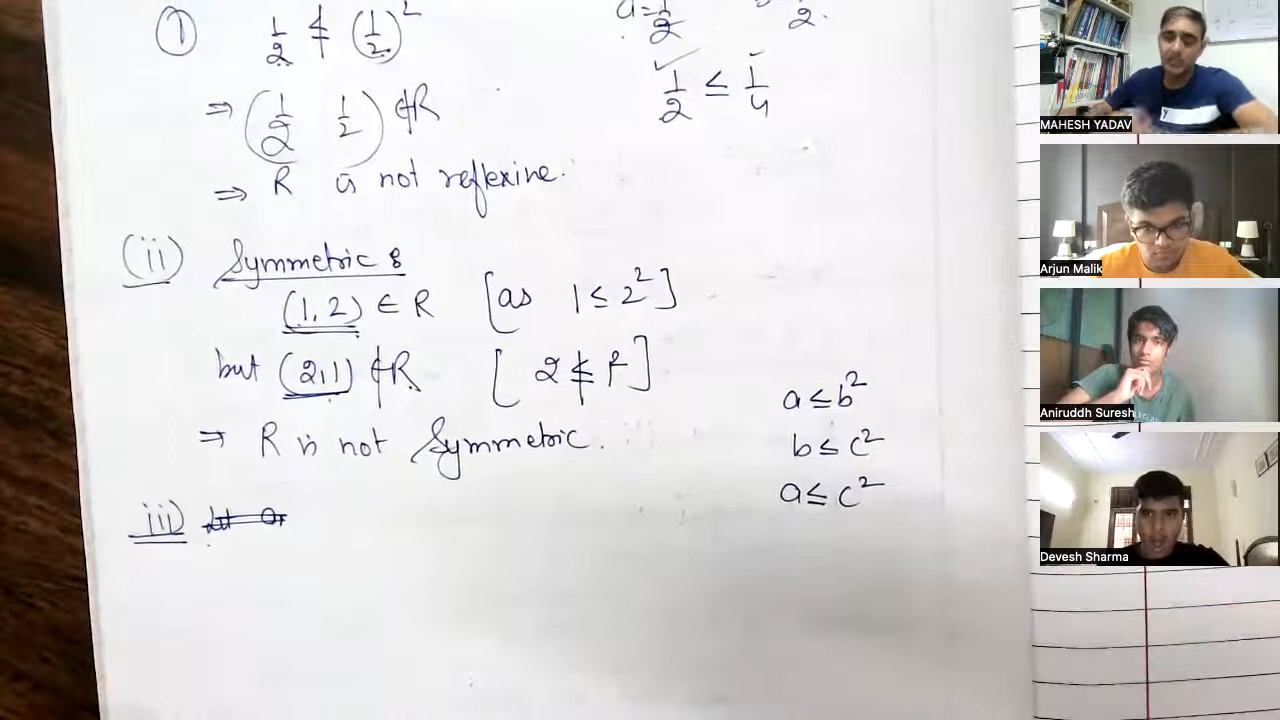 ① 1/2 ≰ (1/2)²
a = 1/2
2.
1/2 ≤ 1/4
⇒ (1/2 1/2) ∉ R
⇒ R is not reflexive.
(ii) Symmetric :
(1, 2) ∈ R [as 1 ≤ 2²]
but (2,1) ∉ R [2 ≰ 1²]
⇒ R is not Symmetric.
a ≤ b²
b ≤ c²
a ≤ c²
iii)
MAHESH YADAV
Arjun Malik
Aniruddh Suresh
Devesh Sharma